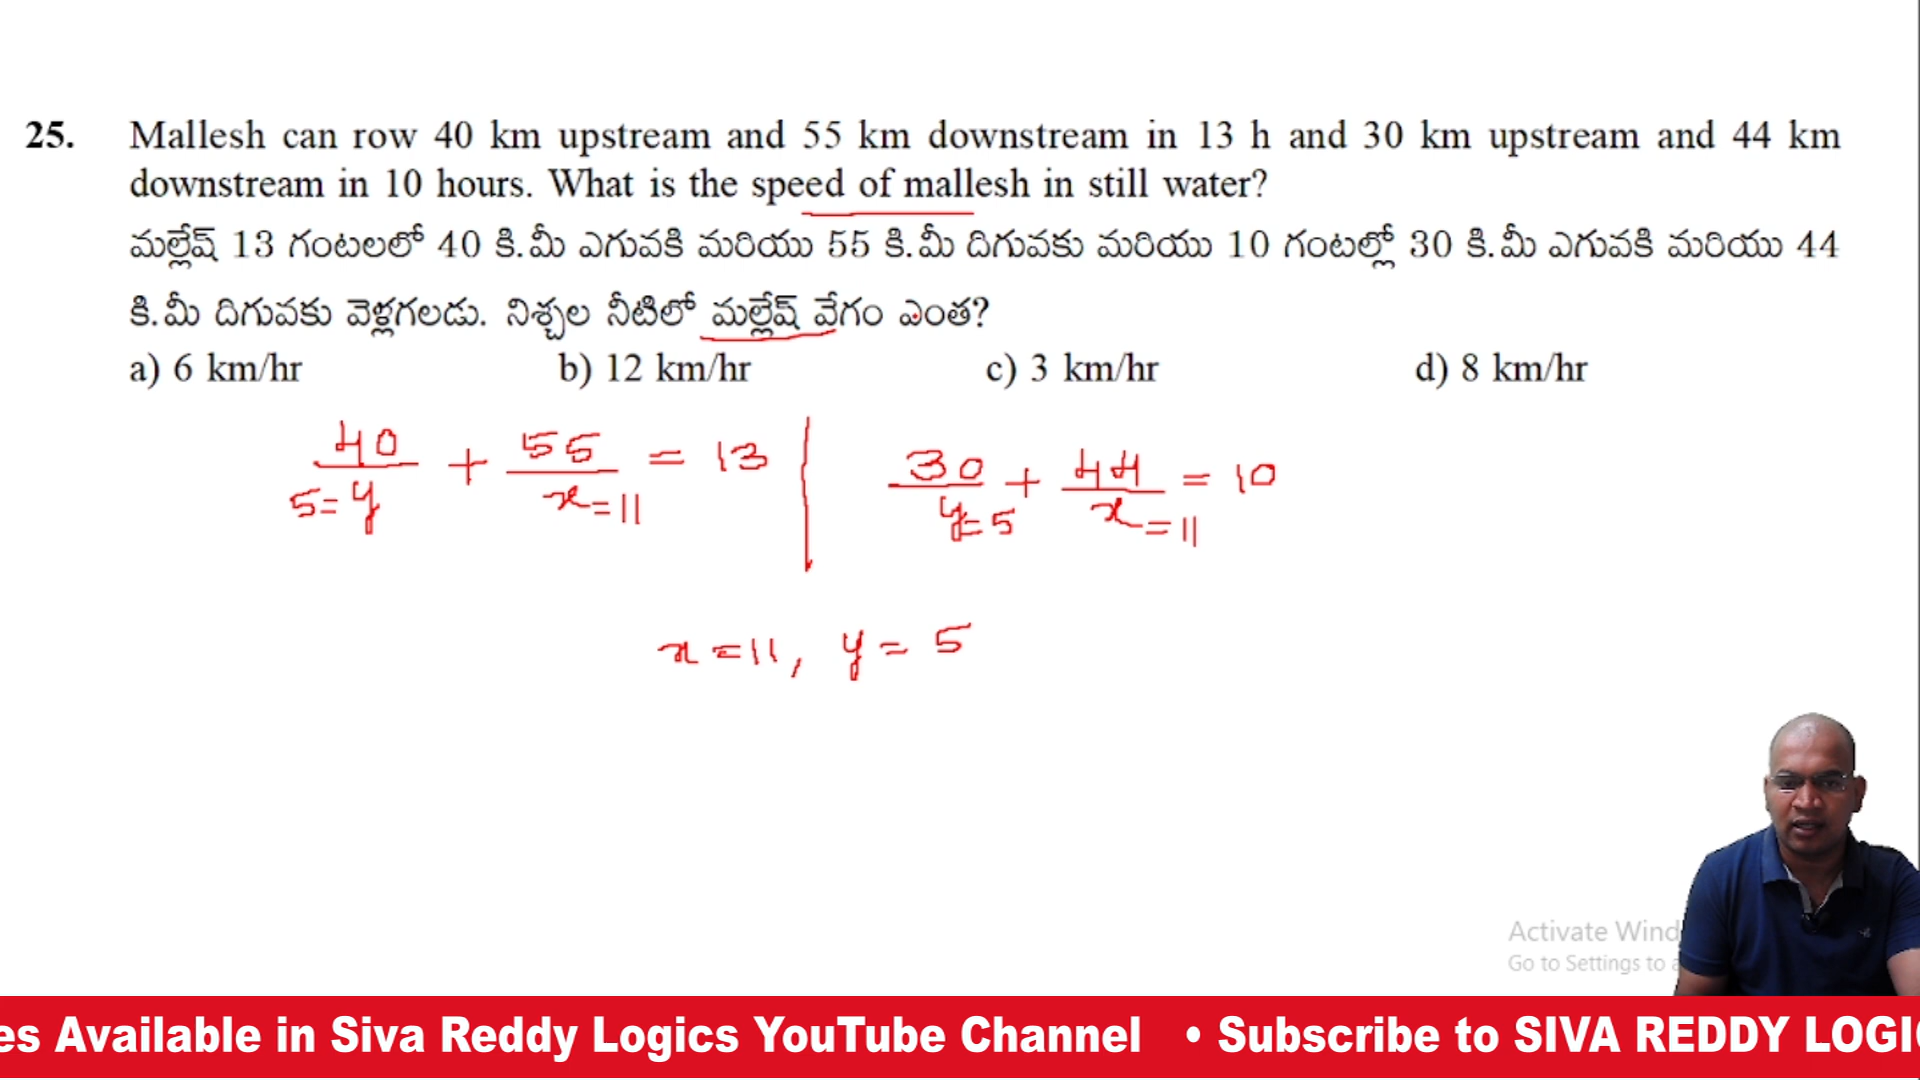 25. Mallesh can row 40 km upstream and 55 km downstream in 13 h and 30 km upstream and 44 km
downstream in 10 hours. What is the speed of mallesh in still water?
మల్లేష్ 13 గంటలలో 40 కి.మీ ఎగువకి మరియు 55 కి.మీ దిగువకు మరియు 10 గంటల్లో 30 కి.మీ ఎగువకి మరియు 44
కి.మీ దిగువకు వెళ్లగలడు. నిశ్చల నీటిలో మల్లేష్ వేగం ఎంత?
a) 6 km/hr b) 12 km/hr c) 3 km/hr d) 8 km/hr
40 + 55 = 13 30 + 44 = 10
5=y x=11 y=5 x=11
x=11, y=5
Activate Wind
Go to Settings to a
es Available in Siva Reddy Logics YouTube Channel • Subscribe to SIVA REDDY LOGI